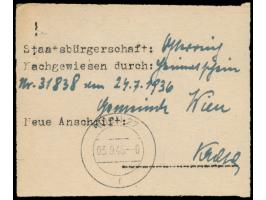 Staatsbürgerschaft: Österreich
Nachgewiesen durch: Heimatschein
Nr. 31838 vom 24.7.1936
Gemeinde Wien
Neue Anschrift: